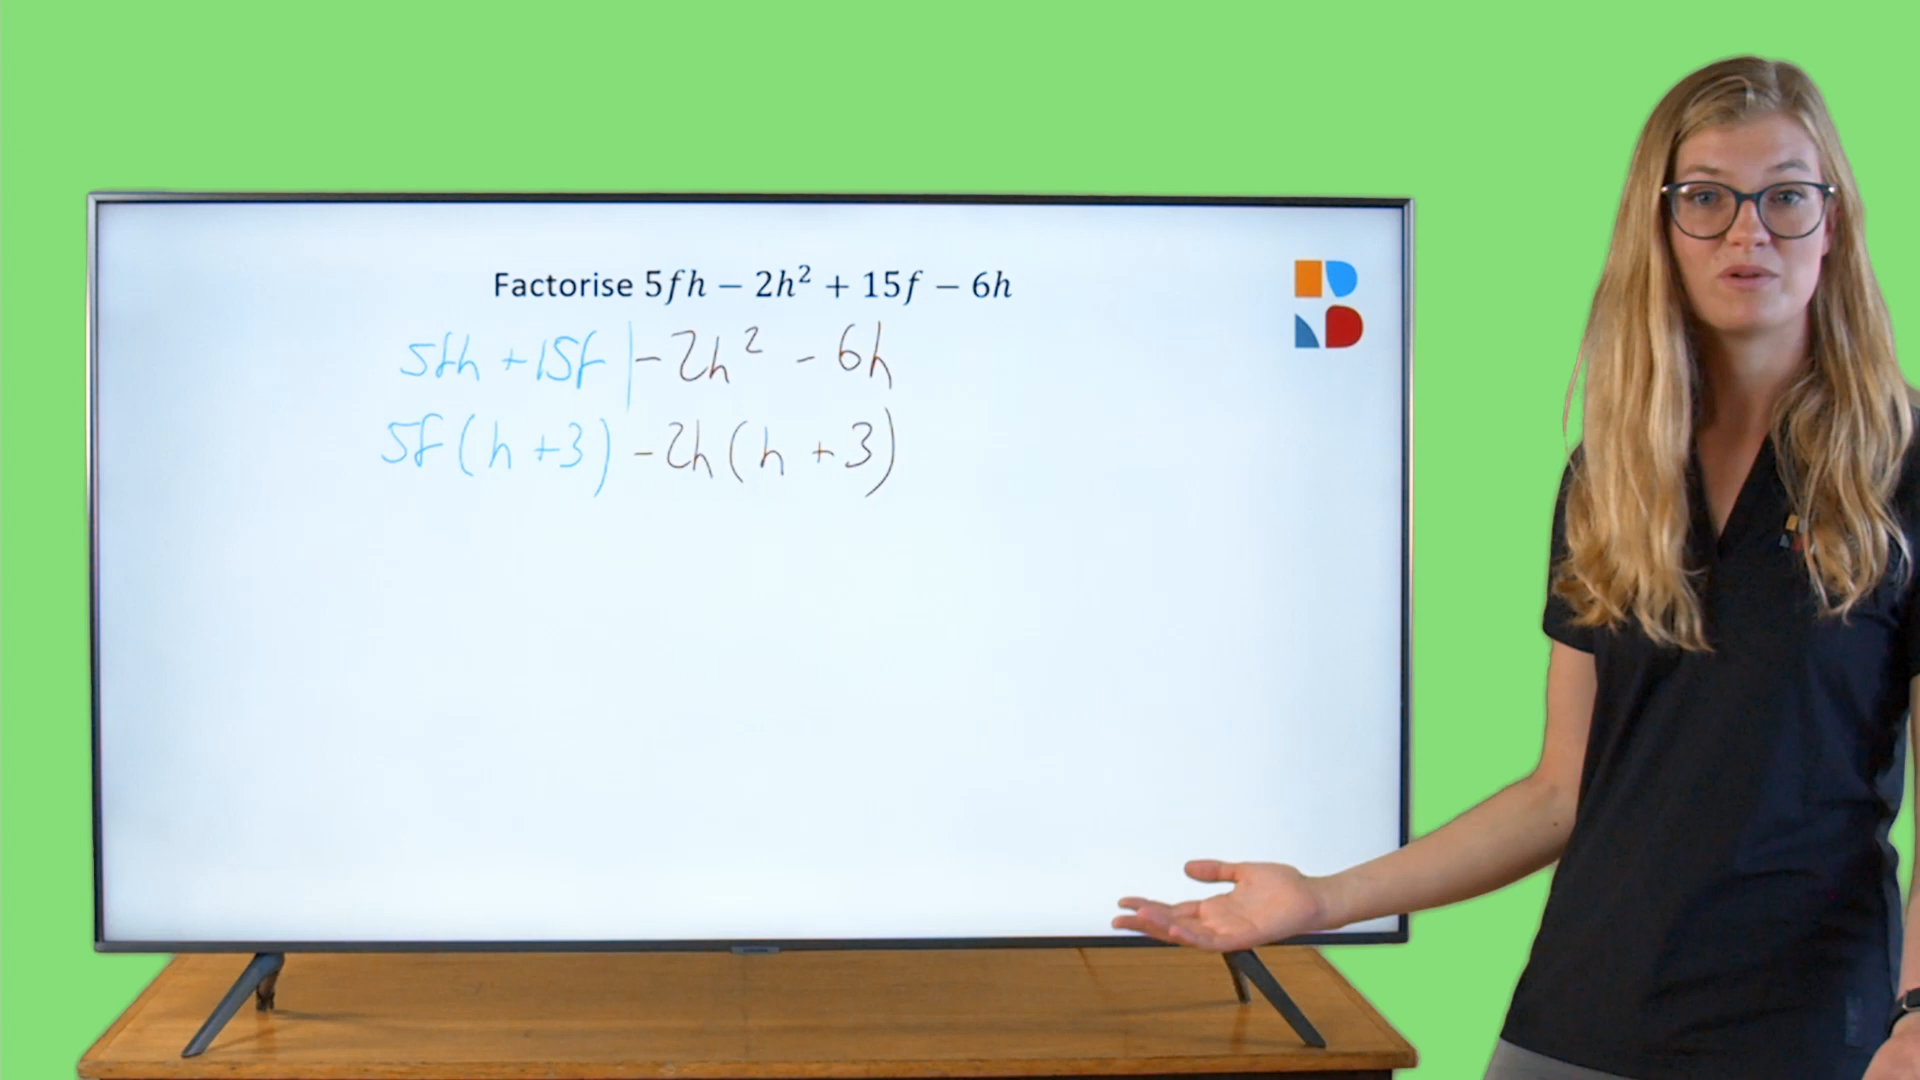 Factorise 5fh − 2h² + 15f − 6h
5fh + 15f | − 2h² − 6h
5f(h + 3) − 2h(h + 3)